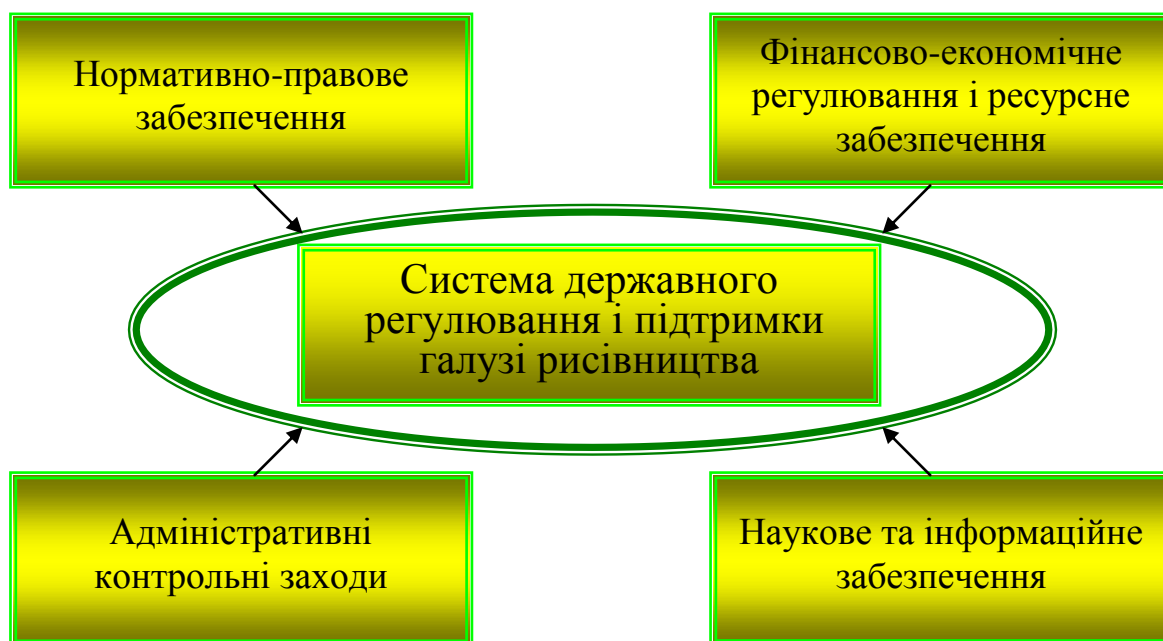 Нормативно-правове
забезпечення
Фінансово-економічне
регулювання і ресурсне
забезпечення
Система державного
регулювання і підтримки
галузі рисівництва
Адміністративні
контрольні заходи
Наукове та інформаційне
забезпечення